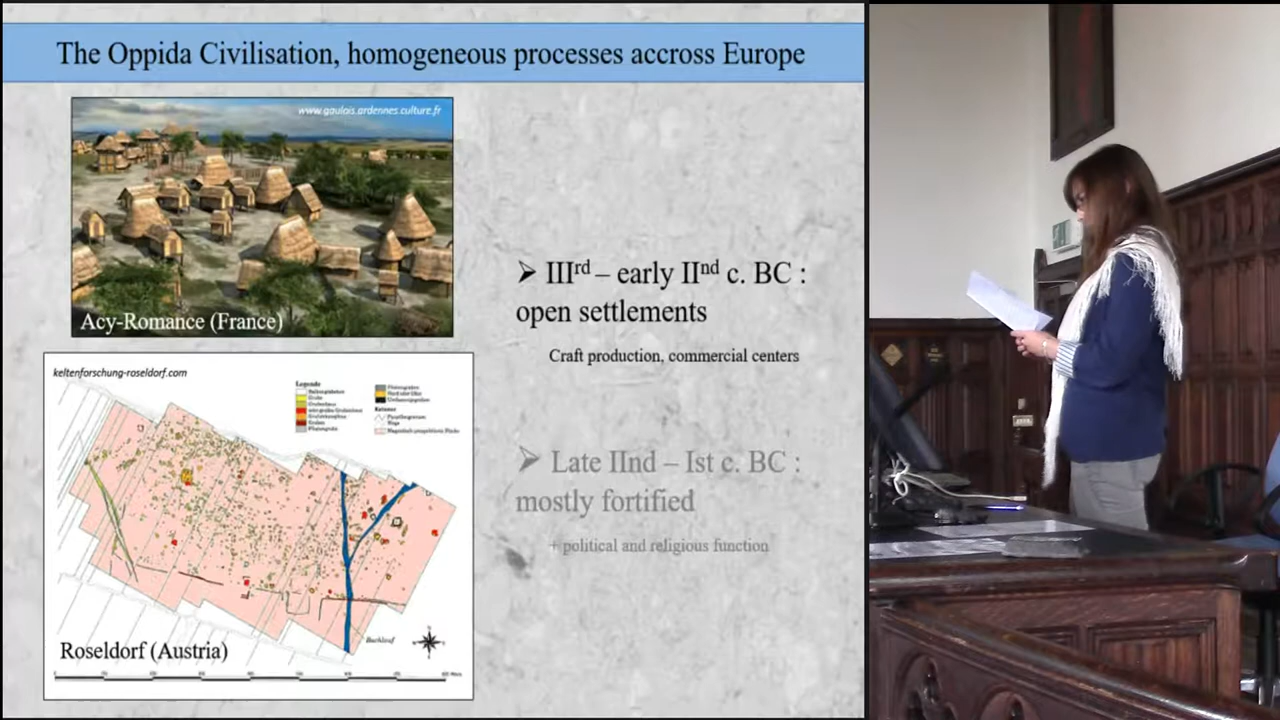 The Oppida Civilisation, homogeneous processes accross Europe
www.gaulois.ardennes.culture.fr
Acy-Romance (France)
➢ IIIrd – early IInd c. BC :
open settlements
Craft production, commercial centers
➢ Late IInd – Ist c. BC :
mostly fortified
+ political and religious function
keltenforschung-roseldorf.com
Legende
Bachlauf
Roseldorf (Austria)